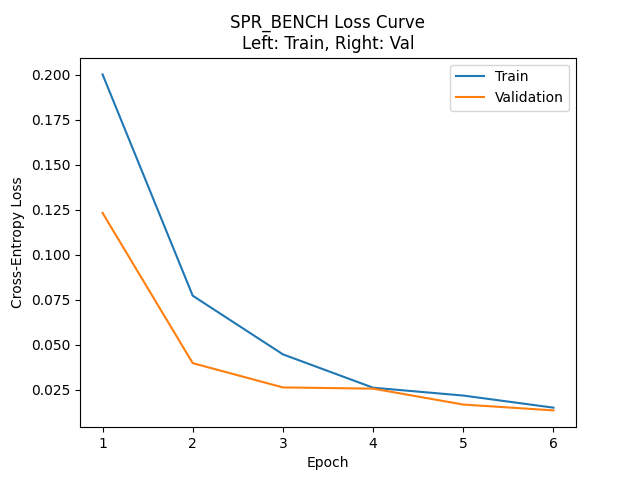 SPR_BENCH Loss Curve
Left: Train, Right: Val
Train
Validation
Cross-Entropy Loss
0.200
0.175
0.150
0.125
0.100
0.075
0.050
0.025
1 2 3 4 5 6
Epoch